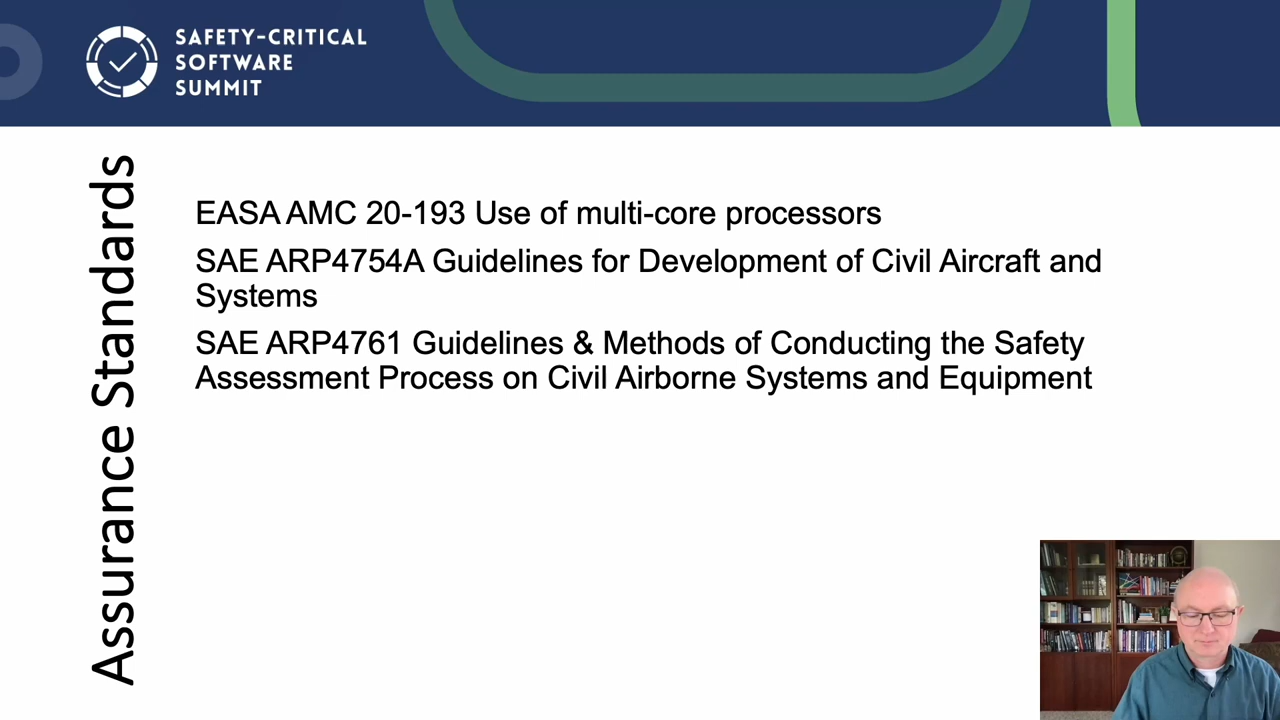 SAFETY-CRITICAL
SOFTWARE
SUMMIT
Assurance Standards
EASA AMC 20-193 Use of multi-core processors
SAE ARP4754A Guidelines for Development of Civil Aircraft and
Systems
SAE ARP4761 Guidelines & Methods of Conducting the Safety
Assessment Process on Civil Airborne Systems and Equipment